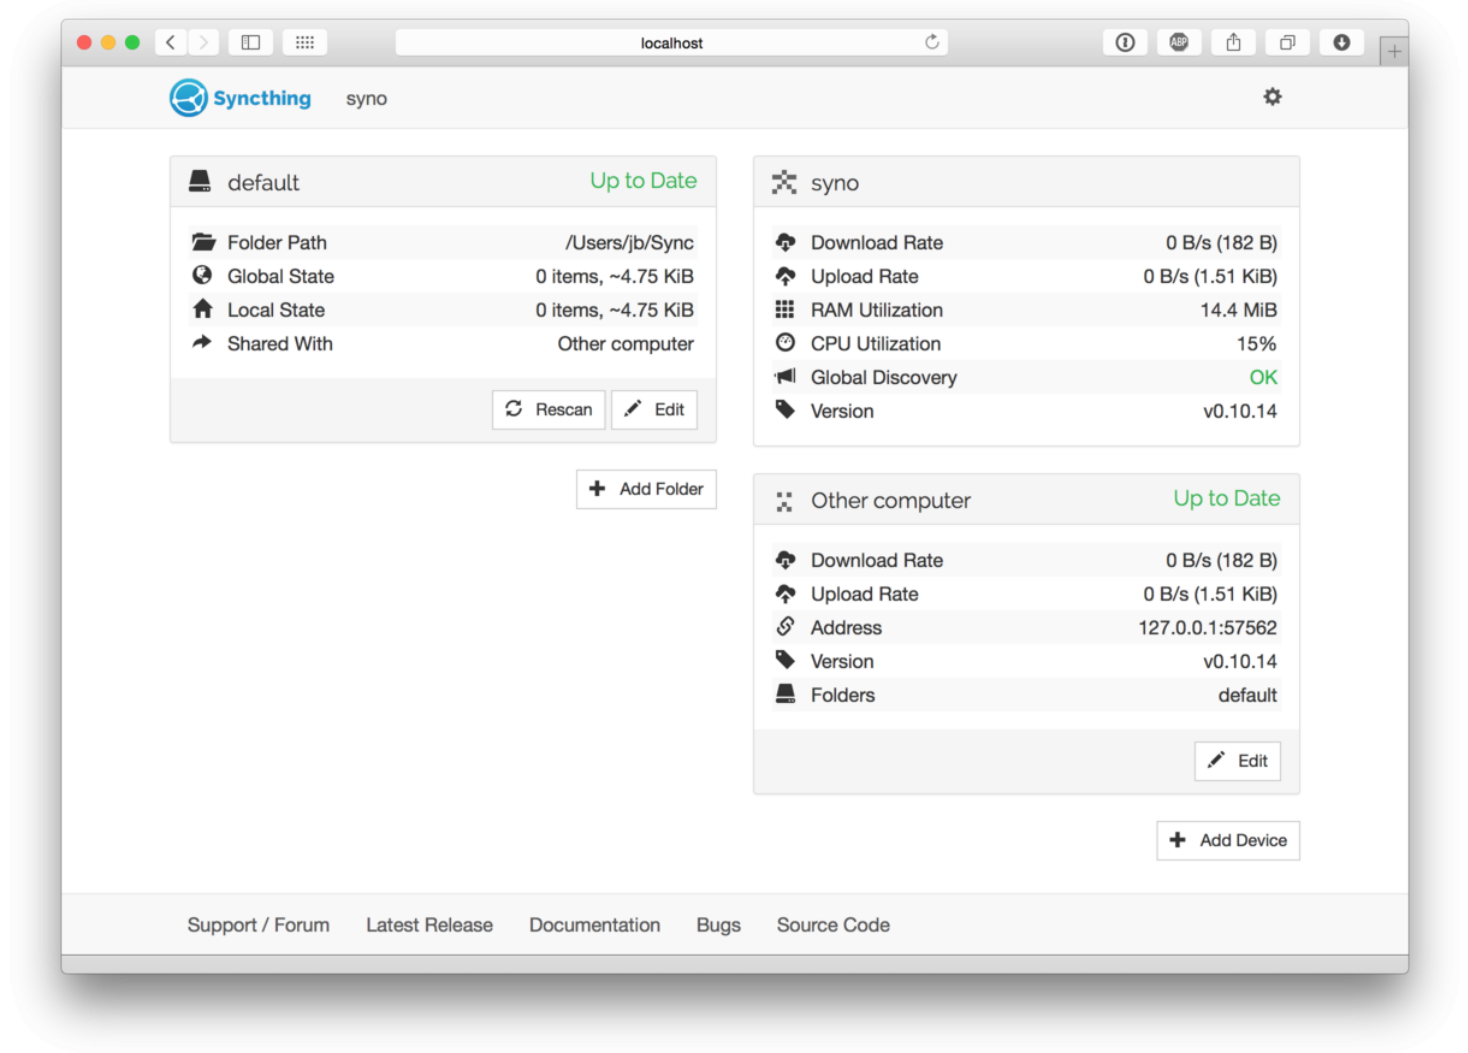 localhost
ABP
Syncthing syno
default Up to Date
Folder Path /Users/jb/Sync
Global State 0 items, ~4.75 KiB
Local State 0 items, ~4.75 KiB
Shared With Other computer
Rescan Edit
Add Folder
syno
Download Rate 0 B/s (182 B)
Upload Rate 0 B/s (1.51 KiB)
RAM Utilization 14.4 MiB
CPU Utilization 15%
Global Discovery OK
Version v0.10.14
Other computer Up to Date
Download Rate 0 B/s (182 B)
Upload Rate 0 B/s (1.51 KiB)
Address 127.0.0.1:57562
Version v0.10.14
Folders default
Edit
Add Device
Support / Forum Latest Release Documentation Bugs Source Code